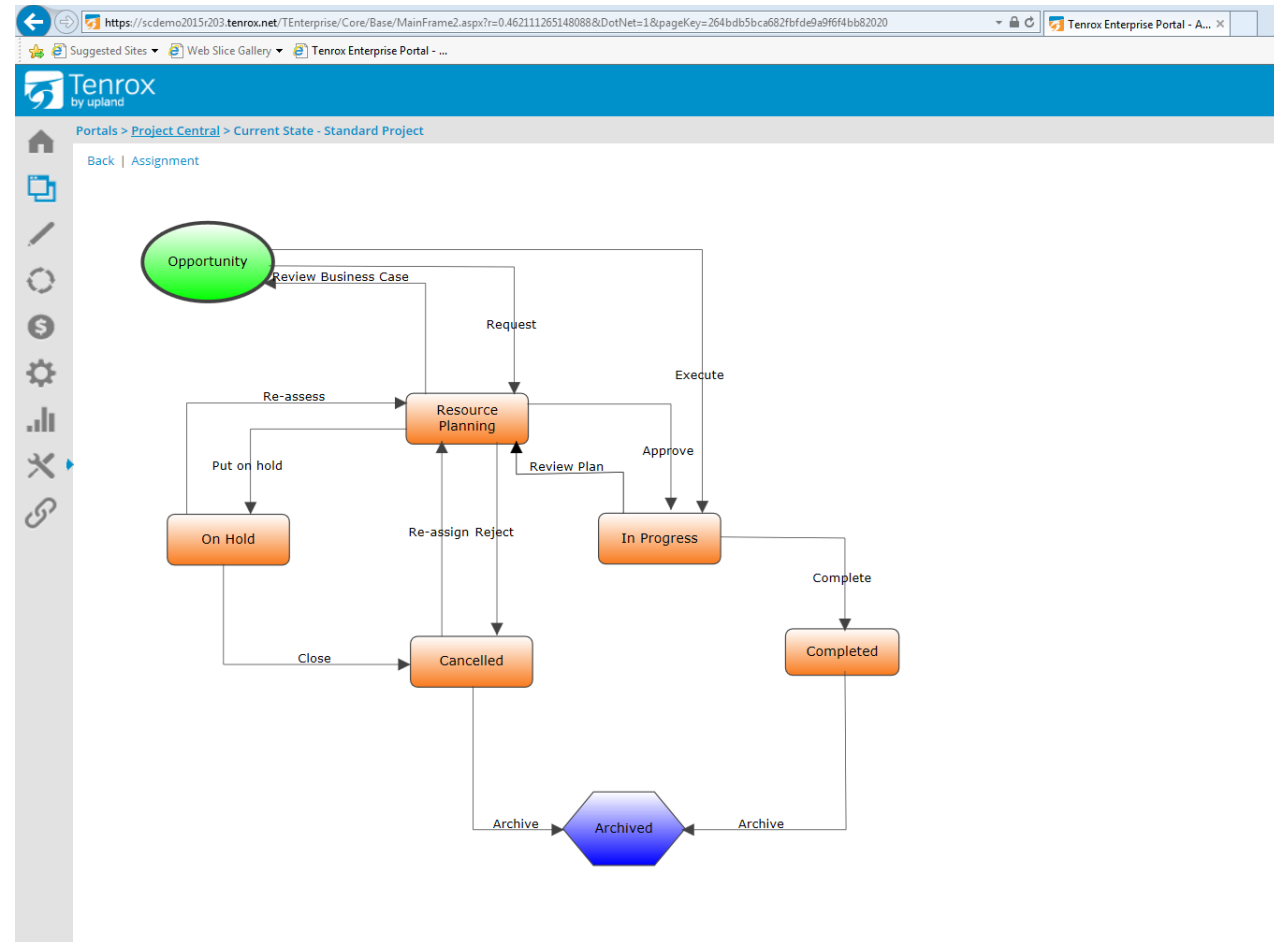 https://scdemo2015r203.tenrox.net/TEnterprise/Core/Base/MainFrame2.aspx?r=0.462111265148088&DotNet=1&pageKey=264bdb5bca682fbfde9a9f6f4bb82020
Tenrox Enterprise Portal - A...
Suggested Sites
Web Slice Gallery
Tenrox Enterprise Portal - ...
Tenrox
by upland
Portals > Project Central > Current State - Standard Project
Back | Assignment
Opportunity
Review Business Case
Request
Execute
Re-assess
Resource
Planning
Approve
Put on hold
Review Plan
On Hold
Re-assign
Reject
In Progress
Complete
Close
Cancelled
Completed
Archive
Archived
Archive